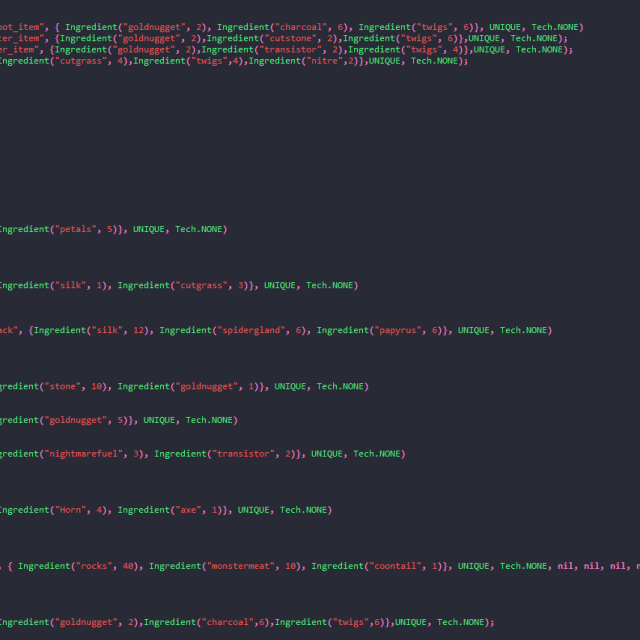 oot_item", { Ingredient("goldnugget", 2), Ingredient("charcoal", 6), Ingredient("twigs", 6)}, UNIQUE, Tech.NONE)
ter_item", {Ingredient("goldnugget", 2),Ingredient("cutstone", 2),Ingredient("twigs", 6)},UNIQUE, Tech.NONE);
er_item", {Ingredient("goldnugget", 2),Ingredient("transistor", 2),Ingredient("twigs", 4)},UNIQUE, Tech.NONE);
Ingredient("cutgrass", 4),Ingredient("twigs",4),Ingredient("nitre",2)},UNIQUE, Tech.NONE);
Ingredient("petals", 5)}, UNIQUE, Tech.NONE)
Ingredient("silk", 1), Ingredient("cutgrass", 3)}, UNIQUE, Tech.NONE)
ack", {Ingredient("silk", 12), Ingredient("spidergland", 6), Ingredient("papyrus", 6)}, UNIQUE, Tech.NONE)
gredient("stone", 10), Ingredient("goldnugget", 1)}, UNIQUE, Tech.NONE)
gredient("goldnugget", 5)}, UNIQUE, Tech.NONE)
gredient("nightmarefuel", 3), Ingredient("transistor", 2)}, UNIQUE, Tech.NONE)
Ingredient("Horn", 4), Ingredient("axe", 1)}, UNIQUE, Tech.NONE)
, { Ingredient("rocks", 40), Ingredient("monstermeat", 10), Ingredient("coontail", 1)}, UNIQUE, Tech.NONE, nil, nil, nil, n
Ingredient("goldnugget", 2),Ingredient("charcoal",6),Ingredient("twigs",6)},UNIQUE, Tech.NONE);